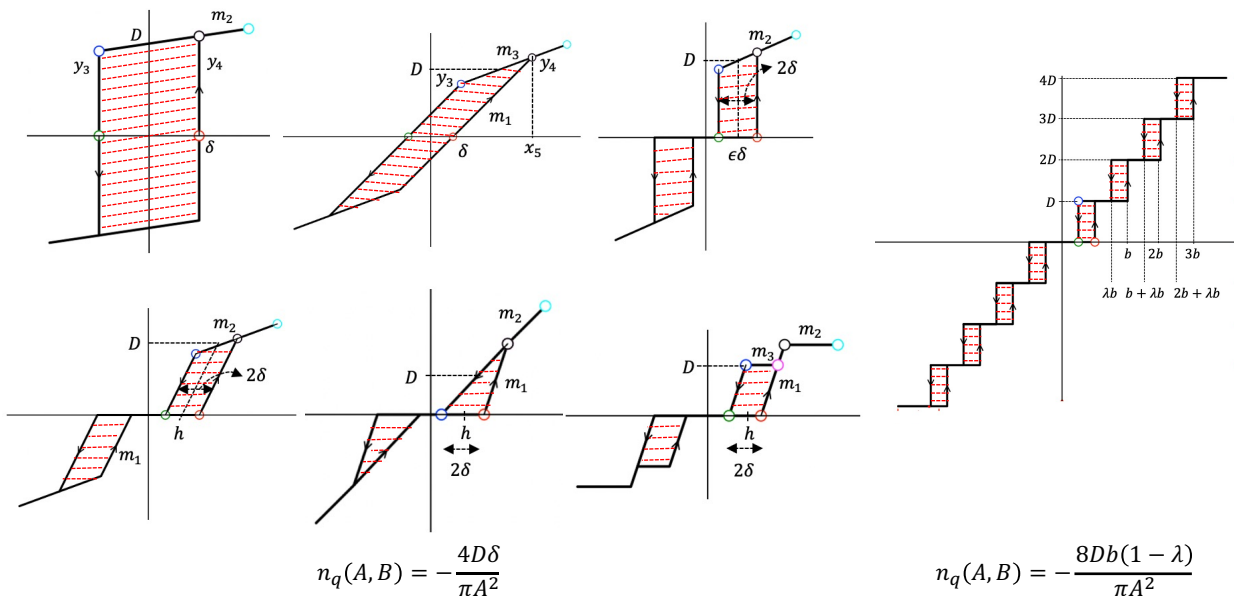 D
m₂
y₃
y₄
δ
m₃
D
y₃
y₄
m₁
δ
x₅
m₂
D
2δ
ϵδ
4D
3D
2D
D
b
2b
3b
λb
b + λb
2b + λb
m₂
D
2δ
h
m₁
m₂
D
m₁
h
2δ
m₂
m₃
D
m₁
h
2δ
n_q(A, B) = −4Dδ/πA²
n_q(A, B) = −8Db(1 − λ)/πA²